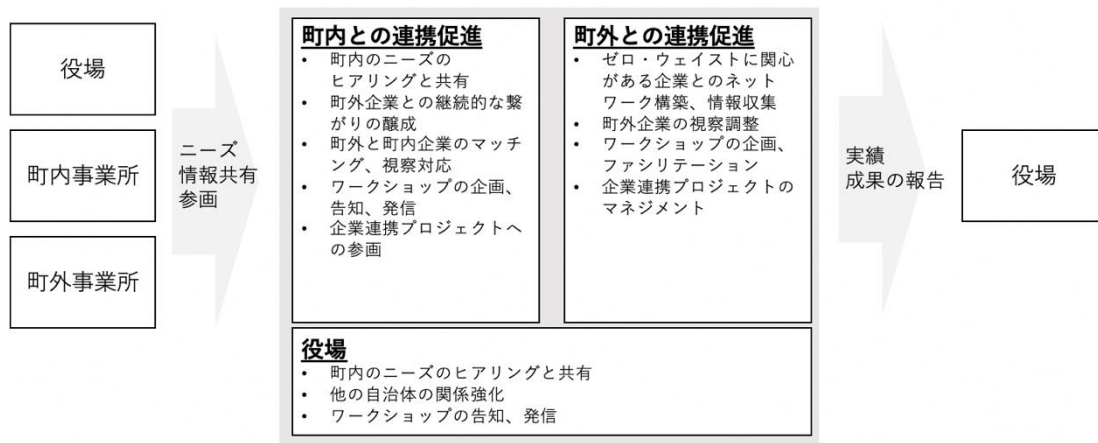 役場
町内事業所
町外事業所
ニーズ
情報共有
参画
町内との連携促進
• 町内のニーズの
ヒアリングと共有
• 町外企業との継続的な繋
がりの醸成
• 町外と町内企業のマッチ
ング、視察対応
• ワークショップの企画、
告知、発信
• 企業連携プロジェクトへ
の参画
町外との連携促進
• ゼロ・ウェイストに関心
がある企業とのネット
ワーク構築、情報収集
• 町外企業の視察調整
• ワークショップの企画、
ファシリテーション
• 企業連携プロジェクトの
マネジメント
役場
• 町内のニーズのヒアリングと共有
• 他の自治体の関係強化
• ワークショップの告知、発信
実績
成果の報告
役場